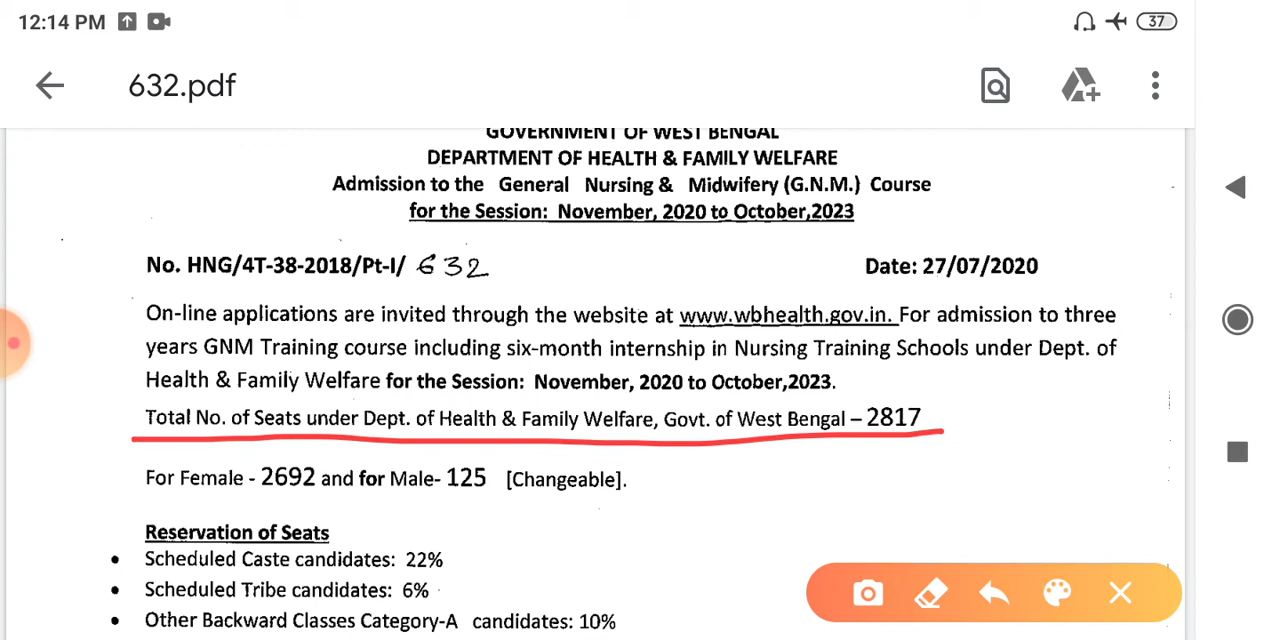 12:14 PM
37
632.pdf
GOVERNMENT OF WEST BENGAL
DEPARTMENT OF HEALTH & FAMILY WELFARE
Admission to the General Nursing & Midwifery (G.N.M.) Course
for the Session: November, 2020 to October,2023
No. HNG/4T-38-2018/Pt-I/ 632 Date: 27/07/2020
On-line applications are invited through the website at www.wbhealth.gov.in. For admission to three
years GNM Training course including six-month internship in Nursing Training Schools under Dept. of
Health & Family Welfare for the Session: November, 2020 to October,2023.
Total No. of Seats under Dept. of Health & Family Welfare, Govt. of West Bengal – 2817
For Female - 2692 and for Male- 125 [Changeable].
Reservation of Seats
• Scheduled Caste candidates: 22%
• Scheduled Tribe candidates: 6%
• Other Backward Classes Category-A candidates: 10%